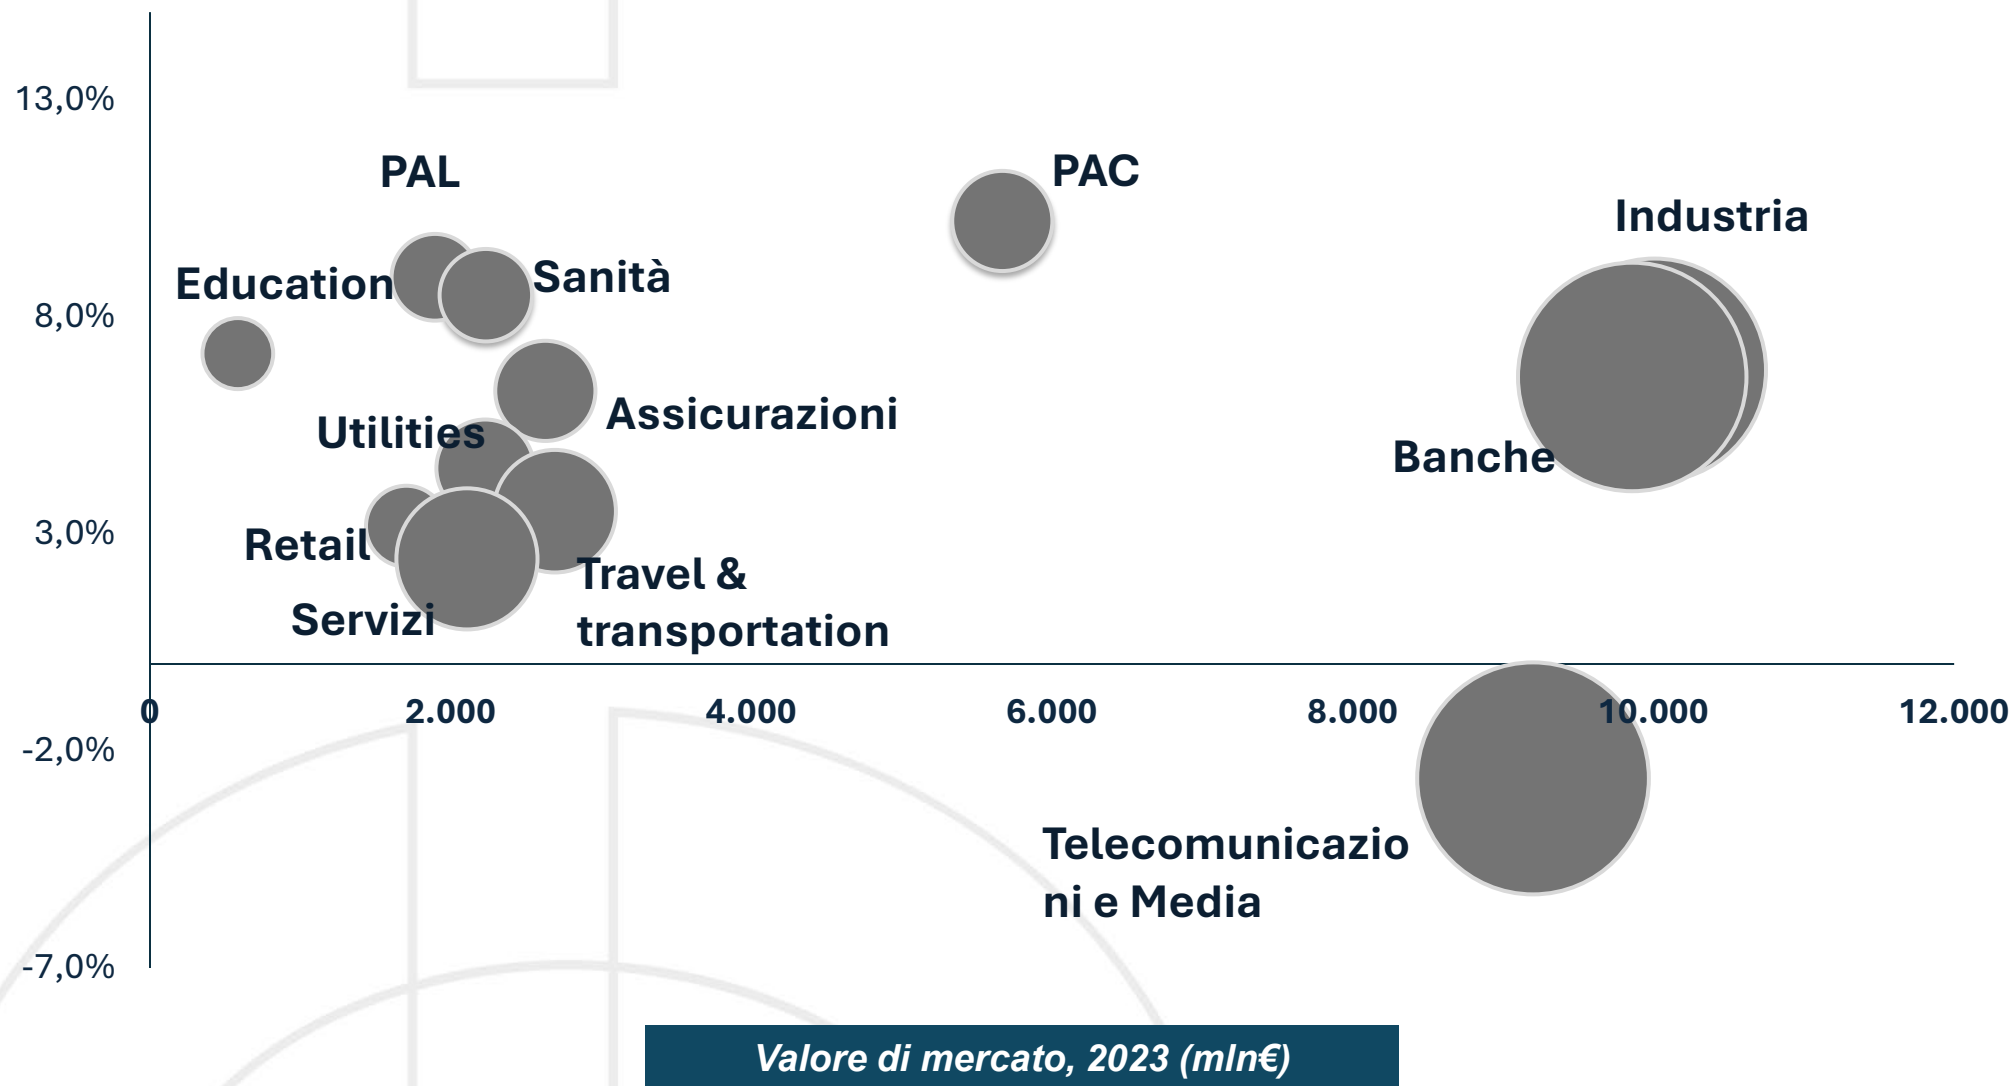 13,0%
PAL
PAC
Industria
Education
Sanità
8,0%
Utilities
Assicurazioni
Banche
3,0%
Retail
Travel &
transportation
Servizi
0
2.000
4.000
6.000
8.000
10.000
12.000
-2,0%
Telecomunicazio
ni e Media
-7,0%
Valore di mercato, 2023 (mln€)